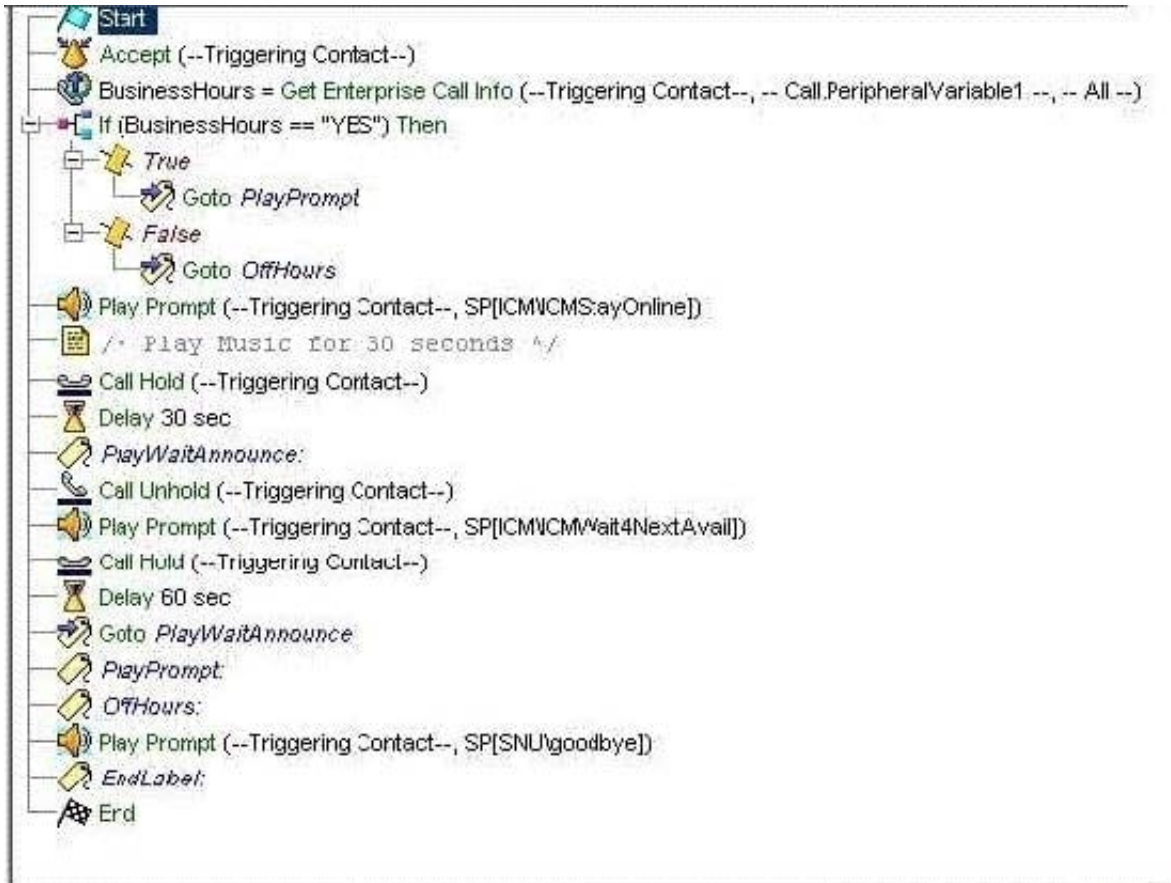 Start
Accept (--Triggering Contact--)
BusinessHours = Get Enterprise Call Info (--Triggering Contact--, -- Call.PeripheralVariable1 --, -- All --)
If (BusinessHours == "YES") Then
True
Goto PlayPrompt
False
Goto OffHours
Play Prompt (--Triggering Contact--, SP[ICM\ICMStayOnline])
/* Play Music for 30 seconds */
Call Hold (--Triggering Contact--)
Delay 30 sec
PlayWaitAnnounce:
Call Unhold (--Triggering Contact--)
Play Prompt (--Triggering Contact--, SP[ICM\ICMWait4NextAvail])
Call Hold (--Triggering Contact--)
Delay 60 sec
Goto PlayWaitAnnounce
PlayPrompt:
OffHours:
Play Prompt (--Triggering Contact--, SP[SNU\goodbye])
EndLabel:
End